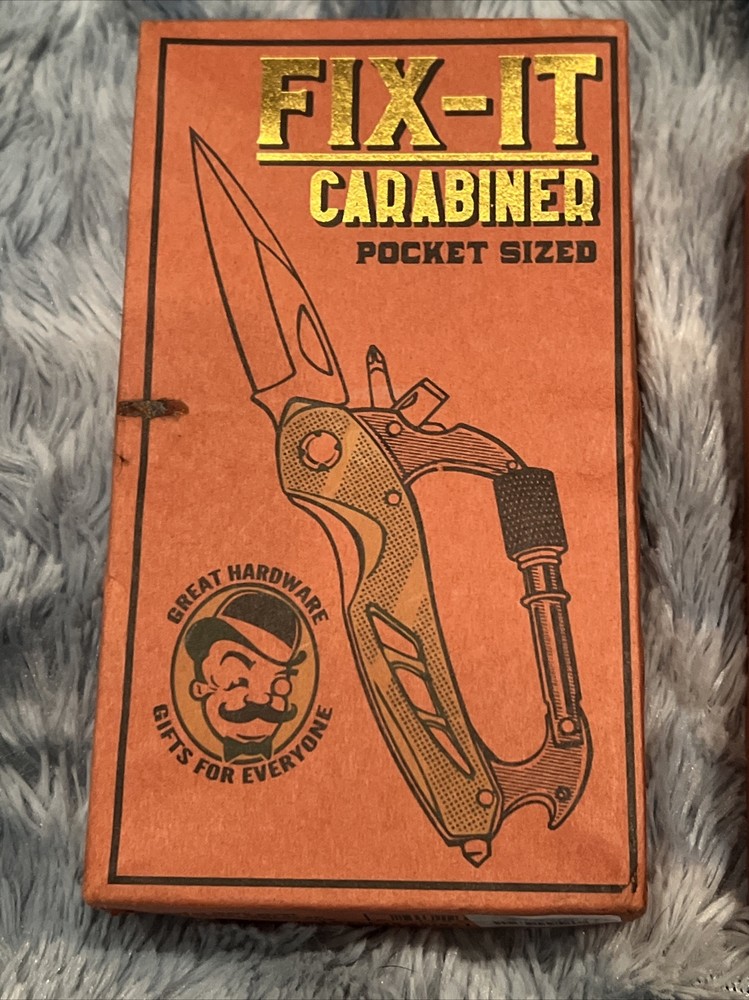 FIX-IT
CARABINER
POCKET SIZED
GREAT HARDWARE
GIFTS FOR EVERYONE